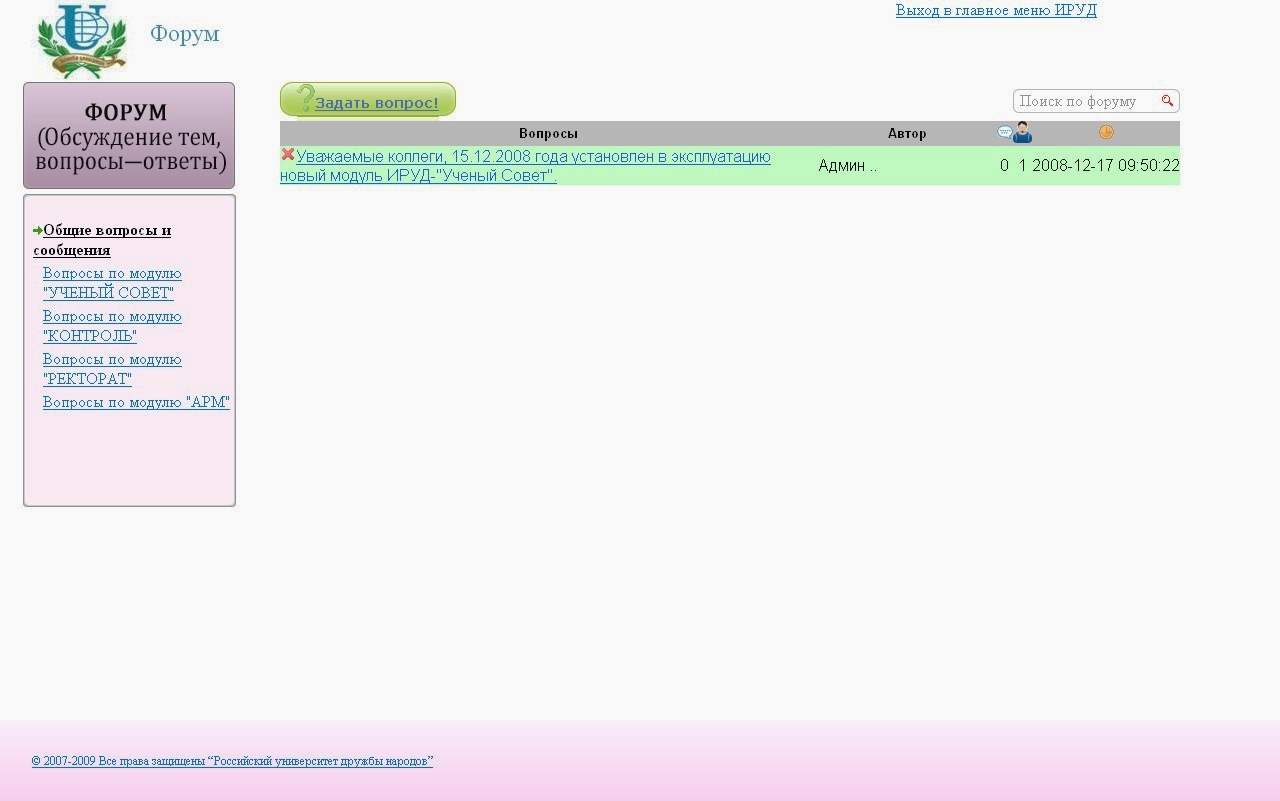 Форум
Выход в главное меню ИРУД
ФОРУМ
(Обсуждение тем,
вопросы—ответы)
Задать вопрос!
Поиск по форуму
Вопросы
Автор
Уважаемые коллеги, 15.12.2008 года установлен в эксплуатацию
новый модуль ИРУД-"Ученый Совет".
Админ ..
0 1 2008-12-17 09:50:22
Общие вопросы и
сообщения
Вопросы по модулю
"УЧЕНЫЙ СОВЕТ"
Вопросы по модулю
"КОНТРОЛЬ"
Вопросы по модулю
"РЕКТОРАТ"
Вопросы по модулю "АРМ"
© 2007-2009 Все права защищены “Российский университет дружбы народов”